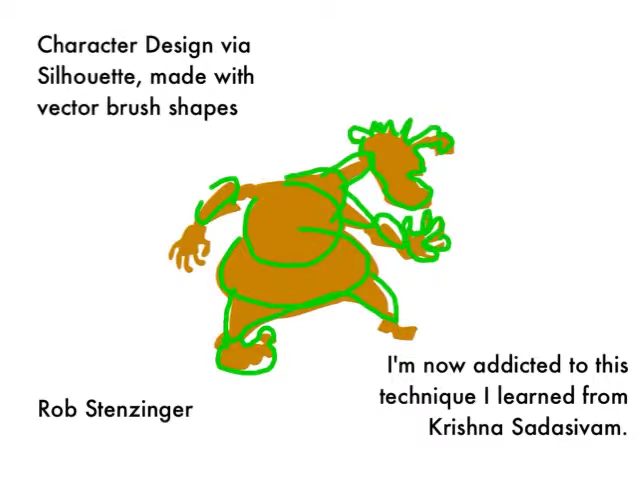 Character Design via
Silhouette, made with
vector brush shapes
I'm now addicted to this
technique I learned from
Krishna Sadasivam.
Rob Stenzinger